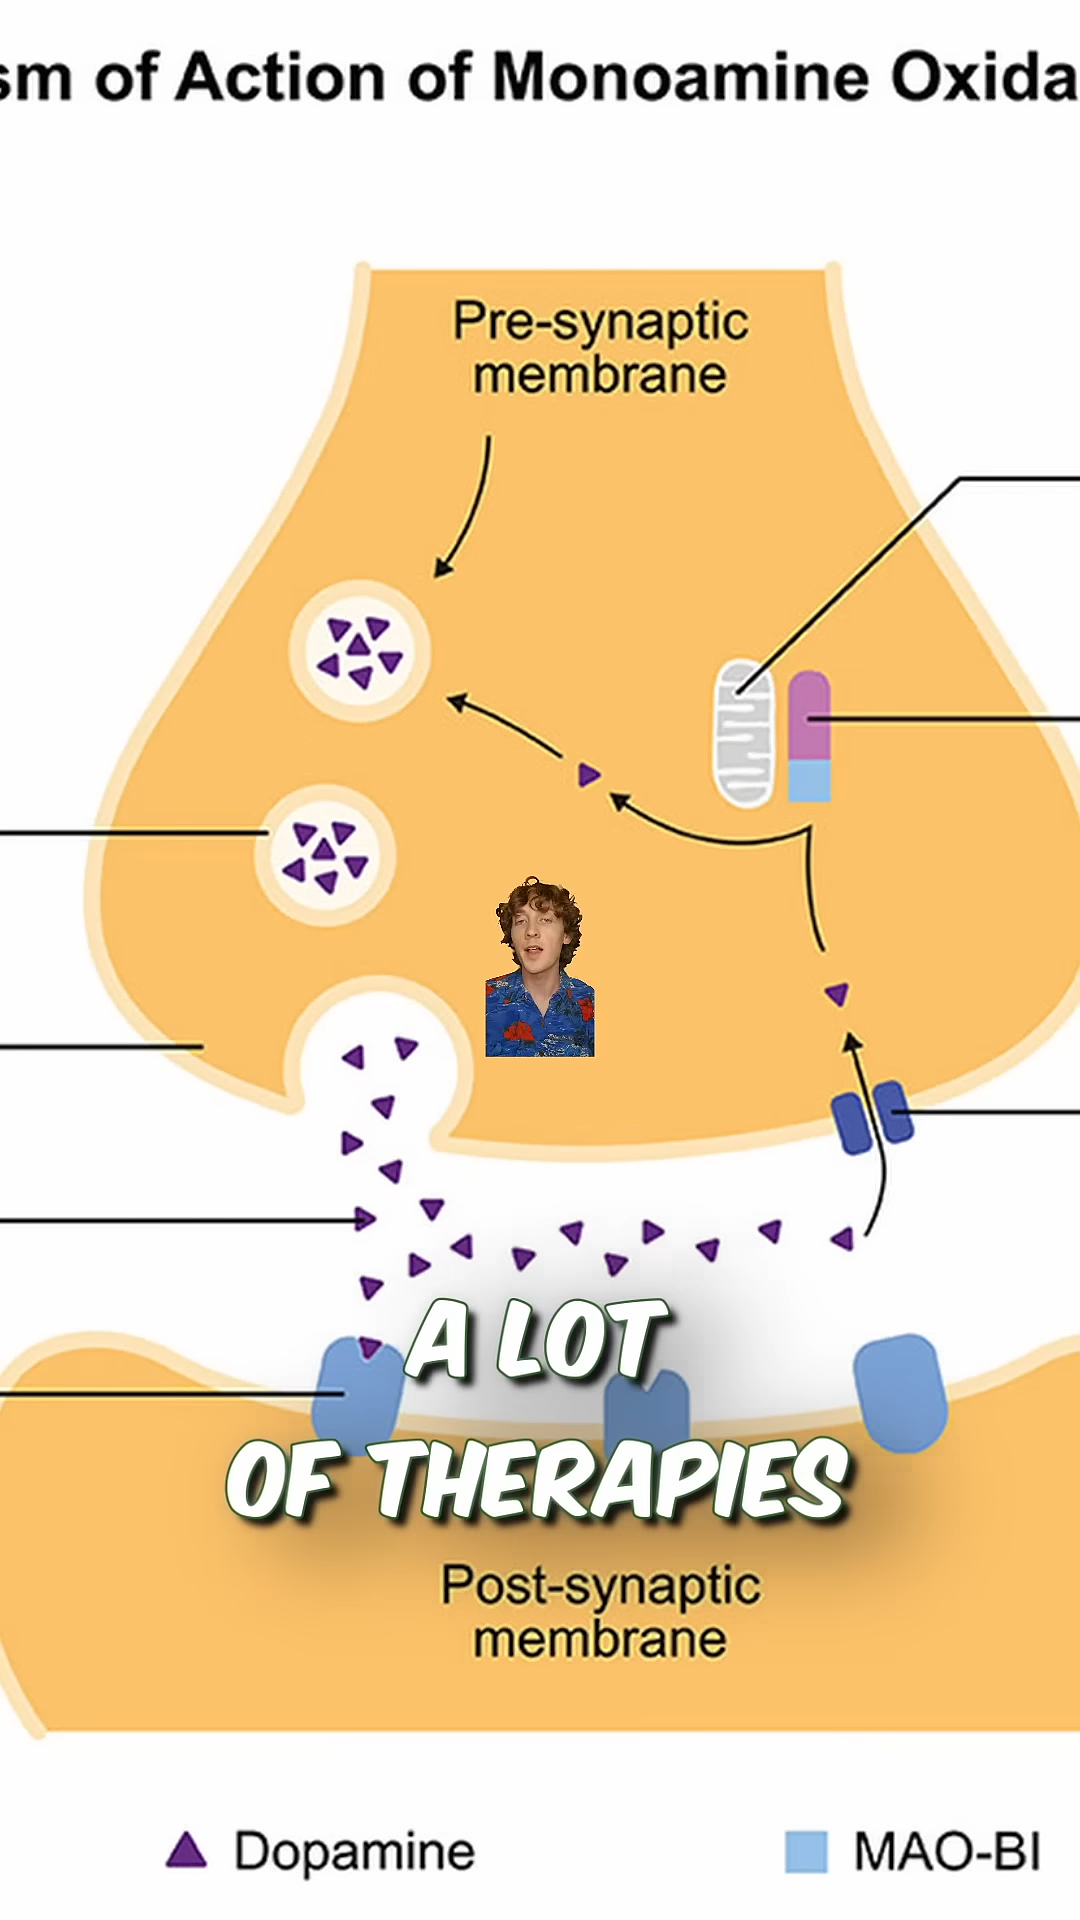 sm of Action of Monoamine Oxida
Pre-synaptic
membrane
A LOT
OF THERAPIES
Post-synaptic
membrane
Dopamine
MAO-BI